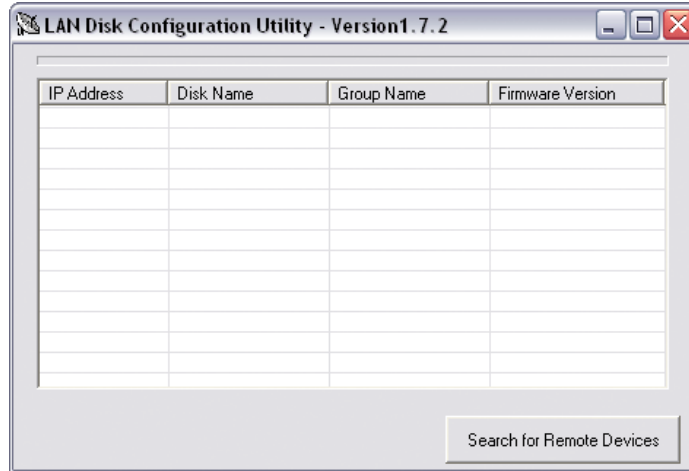 LAN Disk Configuration Utility - Version1.7.2
IP Address Disk Name Group Name Firmware Version
Search for Remote Devices